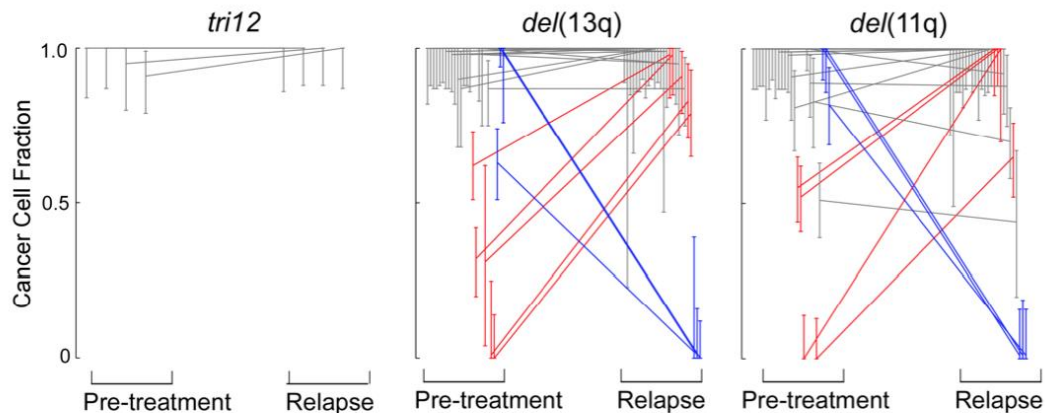 tri12 del(13q) del(11q)
Cancer Cell Fraction
1.0
0.5
0
Pre-treatment Relapse Pre-treatment Relapse Pre-treatment Relapse